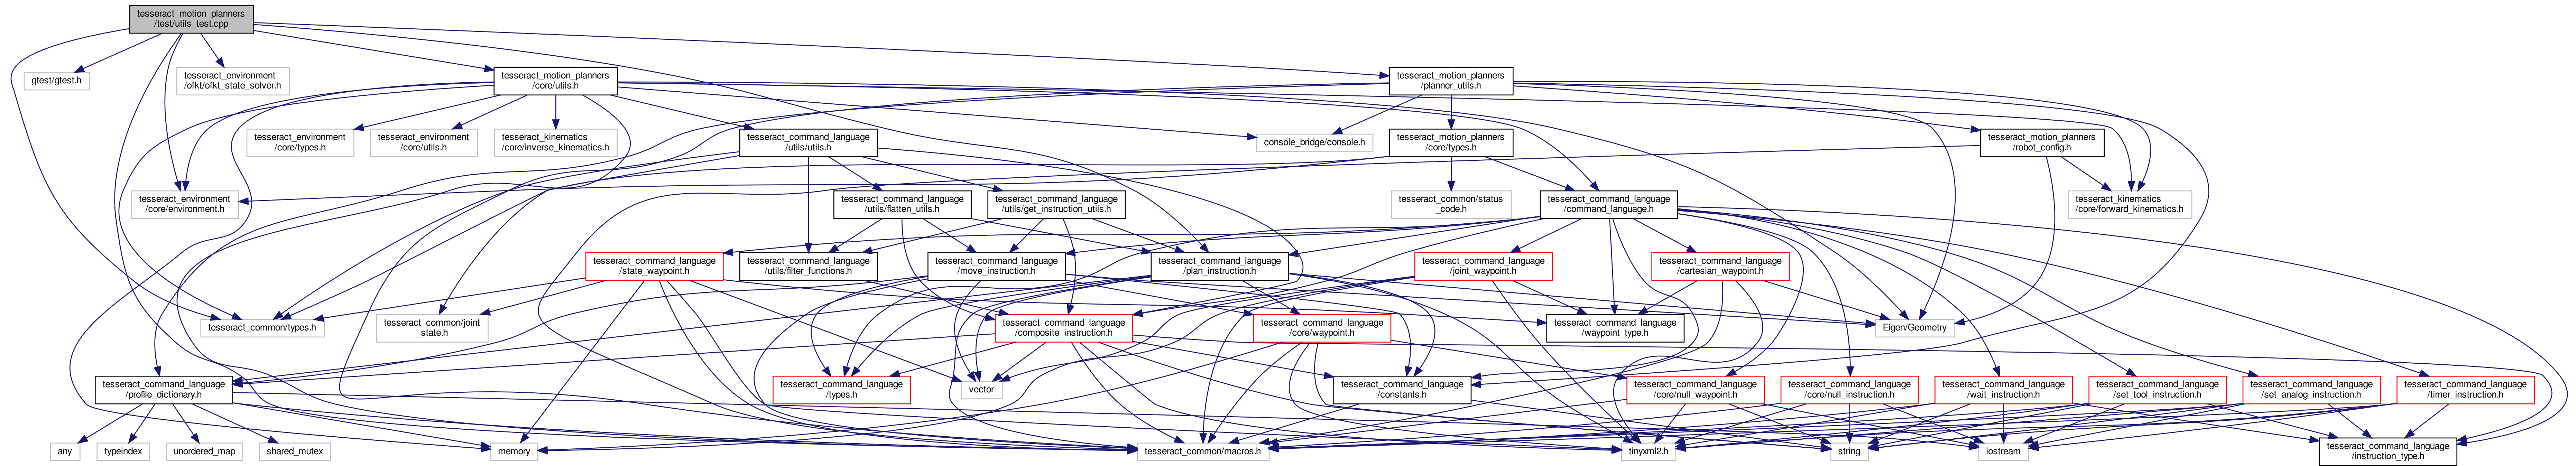 tesseract_motion_planners
/test/utils_test.cpp
gtest/gtest.h
tesseract_environment
/ofkt/ofkt_state_solver.h
tesseract_motion_planners
/core/utils.h
tesseract_motion_planners
/planner_utils.h
tesseract_environment
/core/types.h
tesseract_environment
/core/utils.h
tesseract_kinematics
/core/inverse_kinematics.h
tesseract_command_language
/utils/utils.h
console_bridge/console.h
tesseract_motion_planners
/core/types.h
tesseract_motion_planners
/robot_config.h
tesseract_environment
/core/environment.h
tesseract_command_language
/utils/flatten_utils.h
tesseract_command_language
/utils/get_instruction_utils.h
tesseract_common/status
_code.h
tesseract_command_language
/command_language.h
tesseract_kinematics
/core/forward_kinematics.h
tesseract_command_language
/state_waypoint.h
tesseract_command_language
/utils/filter_functions.h
tesseract_command_language
/move_instruction.h
tesseract_command_language
/plan_instruction.h
tesseract_command_language
/joint_waypoint.h
tesseract_command_language
/cartesian_waypoint.h
tesseract_common/types.h
tesseract_common/joint
_state.h
tesseract_command_language
/composite_instruction.h
tesseract_command_language
/core/waypoint.h
tesseract_command_language
/waypoint_type.h
Eigen/Geometry
tesseract_command_language
/profile_dictionary.h
tesseract_command_language
/types.h
vector
tesseract_command_language
/constants.h
tesseract_command_language
/core/null_waypoint.h
tesseract_command_language
/core/null_instruction.h
tesseract_command_language
/wait_instruction.h
tesseract_command_language
/set_tool_instruction.h
tesseract_command_language
/set_analog_instruction.h
tesseract_command_language
/timer_instruction.h
any
typeindex
unordered_map
shared_mutex
memory
tesseract_common/macros.h
tinyxml2.h
string
iostream
tesseract_command_language
/instruction_type.h